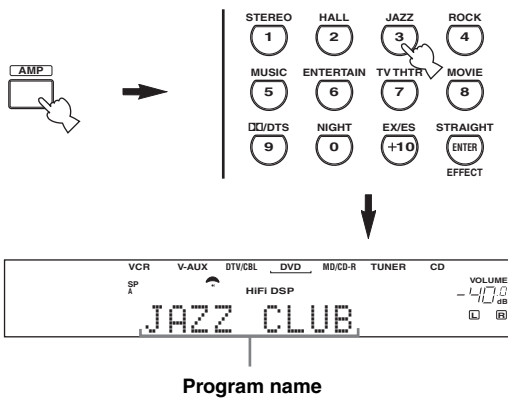 AMP
STEREO HALL JAZZ ROCK
1 2 3 4
MUSIC ENTERTAIN TV THTR MOVIE
5 6 7 8
DD/DTS NIGHT EX/ES STRAIGHT
9 0 +10 ENTER
EFFECT
VCR V-AUX DTV/CBL DVD MD/CD-R TUNER CD
SP
A
HiFi DSP
VOLUME
-40.0
dB
L R
JAZZ CLUB
Program name